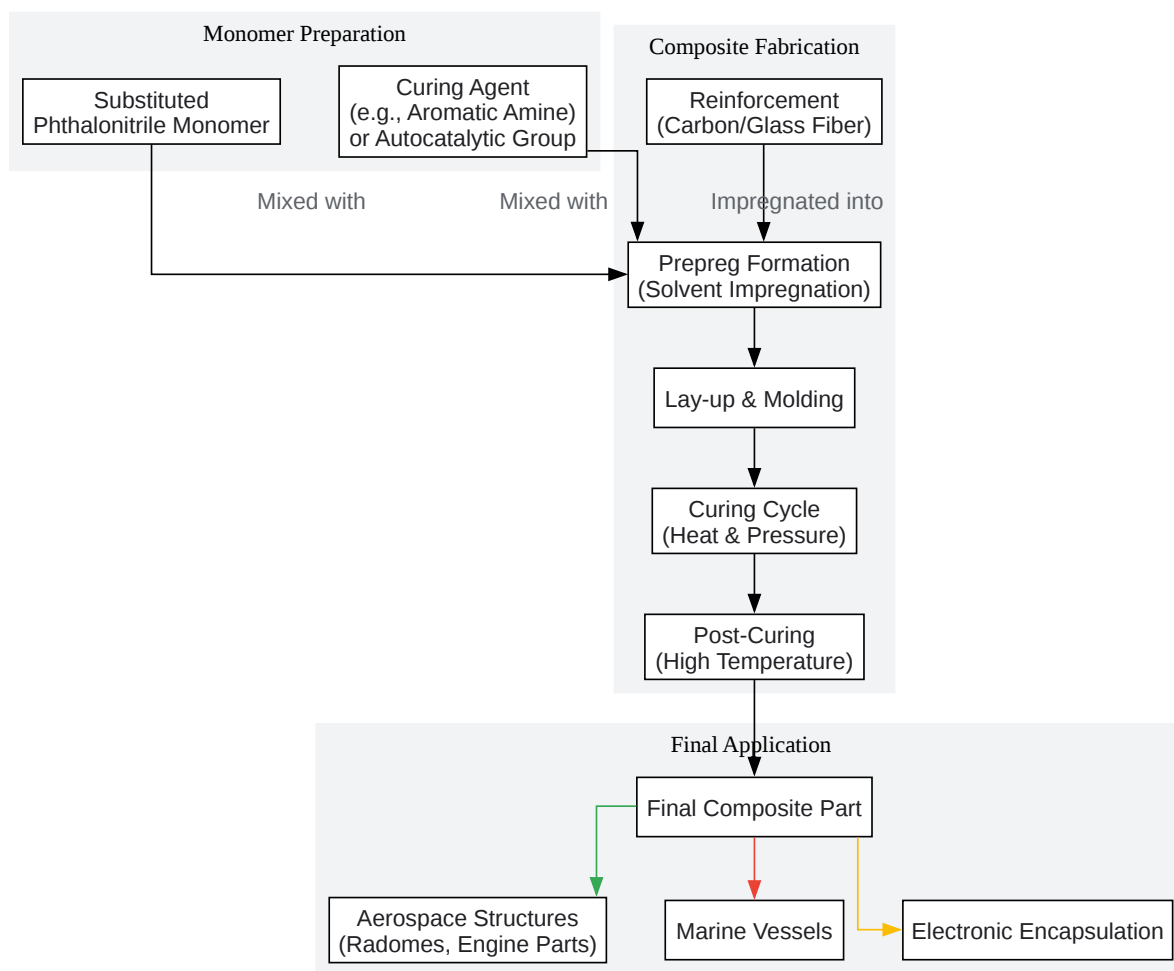 Monomer Preparation
Composite Fabrication
Substituted
Phthalonitrile Monomer
Curing Agent
(e.g., Aromatic Amine)
or Autocatalytic Group
Reinforcement
(Carbon/Glass Fiber)
Mixed with
Mixed with
Impregnated into
Prepreg Formation
(Solvent Impregnation)
Lay-up & Molding
Curing Cycle
(Heat & Pressure)
Post-Curing
(High Temperature)
Final Application
Final Composite Part
Aerospace Structures
(Radomes, Engine Parts)
Marine Vessels
Electronic Encapsulation